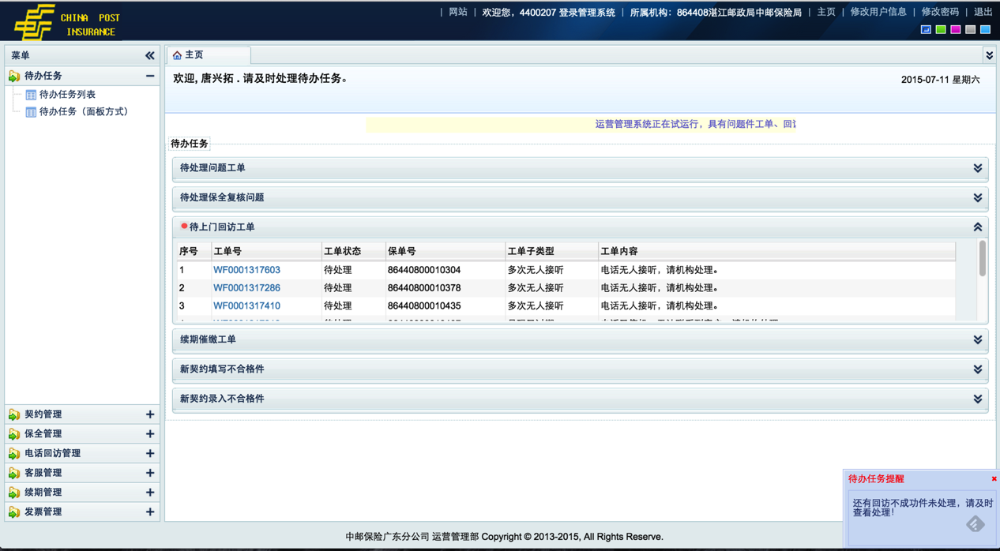 CHINA POST
INSURANCE
| 网站 | 欢迎您，4400207 登录管理系统 | 所属机构：864408湛江邮政局中邮保险局 | 主页 | 修改用户信息 | 修改密码 | 退出
菜单
主页
待办任务
待办任务列表
待办任务（面板方式）
欢迎, 唐兴拓 . 请及时处理待办任务。
2015-07-11 星期六
运营管理系统正在试运行，具有问题件工单、回
待办任务
待处理问题工单
待处理保全复核问题
待上门回访工单
序号 工单号 工单状态 保单号 工单子类型 工单内容
1 WF0001317603 待处理 86440800010304 多次无人接听 电话无人接听，请机构处理。
2 WF0001317286 待处理 86440800010378 多次无人接听 电话无人接听，请机构处理。
3 WF0001317410 待处理 86440800010435 多次无人接听 电话无人接听，请机构处理。
续期催缴工单
新契约填写不合格件
新契约录入不合格件
契约管理
保全管理
电话回访管理
客服管理
续期管理
发票管理
待办任务提醒
还有回访不成功件未处理，请及时
查看处理！
中邮保险广东分公司 运营管理部 Copyright © 2013-2015, All Rights Reserve.